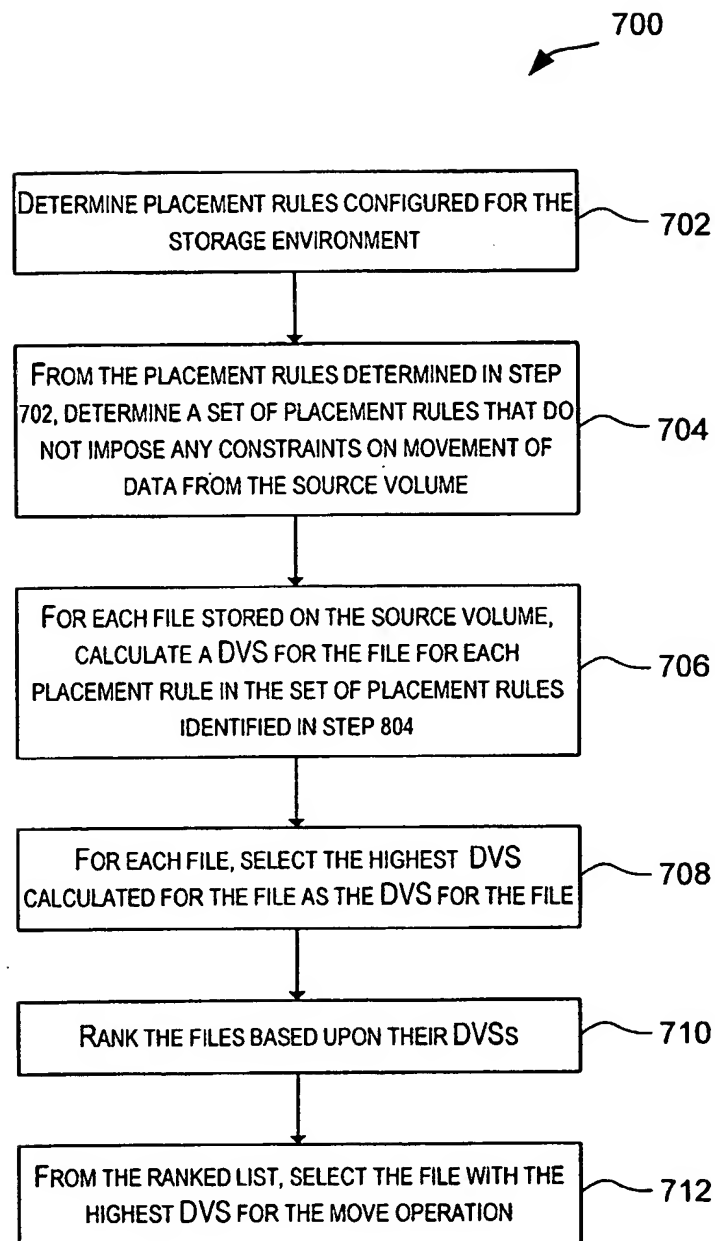 700
DETERMINE PLACEMENT RULES CONFIGURED FOR THE
STORAGE ENVIRONMENT
702
FROM THE PLACEMENT RULES DETERMINED IN STEP
702, DETERMINE A SET OF PLACEMENT RULES THAT DO
NOT IMPOSE ANY CONSTRAINTS ON MOVEMENT OF
DATA FROM THE SOURCE VOLUME
704
FOR EACH FILE STORED ON THE SOURCE VOLUME,
CALCULATE A DVS FOR THE FILE FOR EACH
PLACEMENT RULE IN THE SET OF PLACEMENT RULES
IDENTIFIED IN STEP 804
706
FOR EACH FILE, SELECT THE HIGHEST DVS
CALCULATED FOR THE FILE AS THE DVS FOR THE FILE
708
RANK THE FILES BASED UPON THEIR DVSS
710
FROM THE RANKED LIST, SELECT THE FILE WITH THE
HIGHEST DVS FOR THE MOVE OPERATION
712